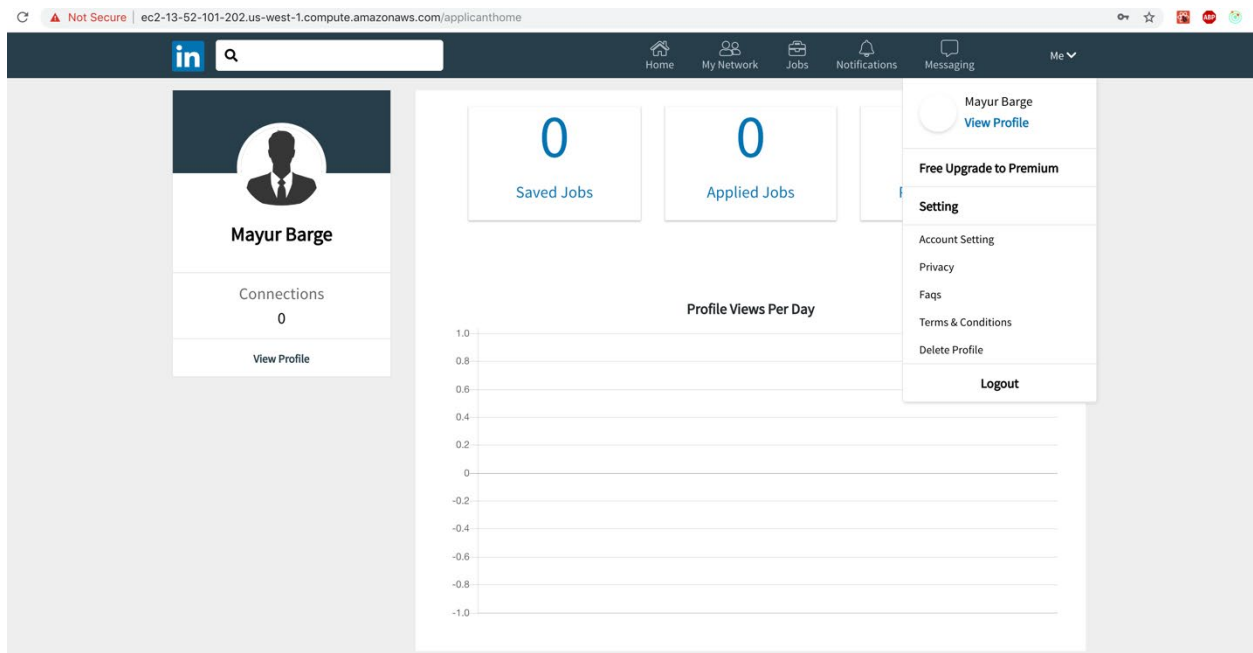 Not Secure | ec2-13-52-101-202.us-west-1.compute.amazonaws.com/applicanthome
ABP
in
Home My Network Jobs Notifications Messaging Me
Mayur Barge
View Profile
Free Upgrade to Premium
Setting
Account Setting
Privacy
Faqs
Terms & Conditions
Delete Profile
Logout
Mayur Barge
Connections
0
View Profile
0
Saved Jobs
0
Applied Jobs
Profile Views Per Day
1.0
0.8
0.6
0.4
0.2
0
-0.2
-0.4
-0.6
-0.8
-1.0